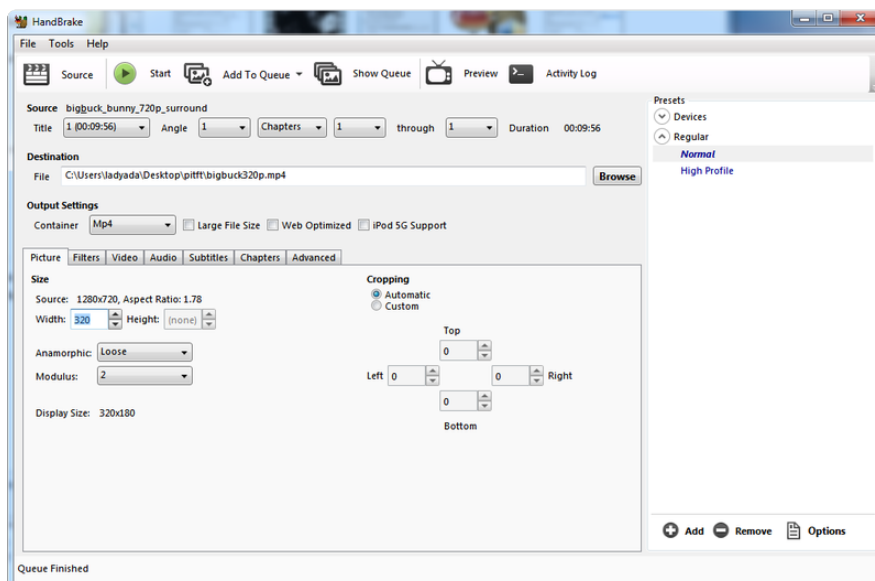 HandBrake
File Tools Help
Source Start Add To Queue Show Queue Preview Activity Log
Source bigbuck_bunny_720p_surround
Title 1 (00:09:56) Angle 1 Chapters 1 through 1 Duration 00:09:56
Destination
File C:\Users\ladyada\Desktop\pitft\bigbuck320p.mp4 Browse
Output Settings
Container Mp4 Large File Size Web Optimized iPod 5G Support
Picture Filters Video Audio Subtitles Chapters Advanced
Size
Source: 1280x720, Aspect Ratio: 1.78
Width: 320 Height: (none)
Anamorphic: Loose
Modulus: 2
Display Size: 320x180
Cropping
Automatic
Custom
Top
0
Left 0 0 Right
0
Bottom
Presets
Devices
Regular
Normal
High Profile
Add Remove Options
Queue Finished